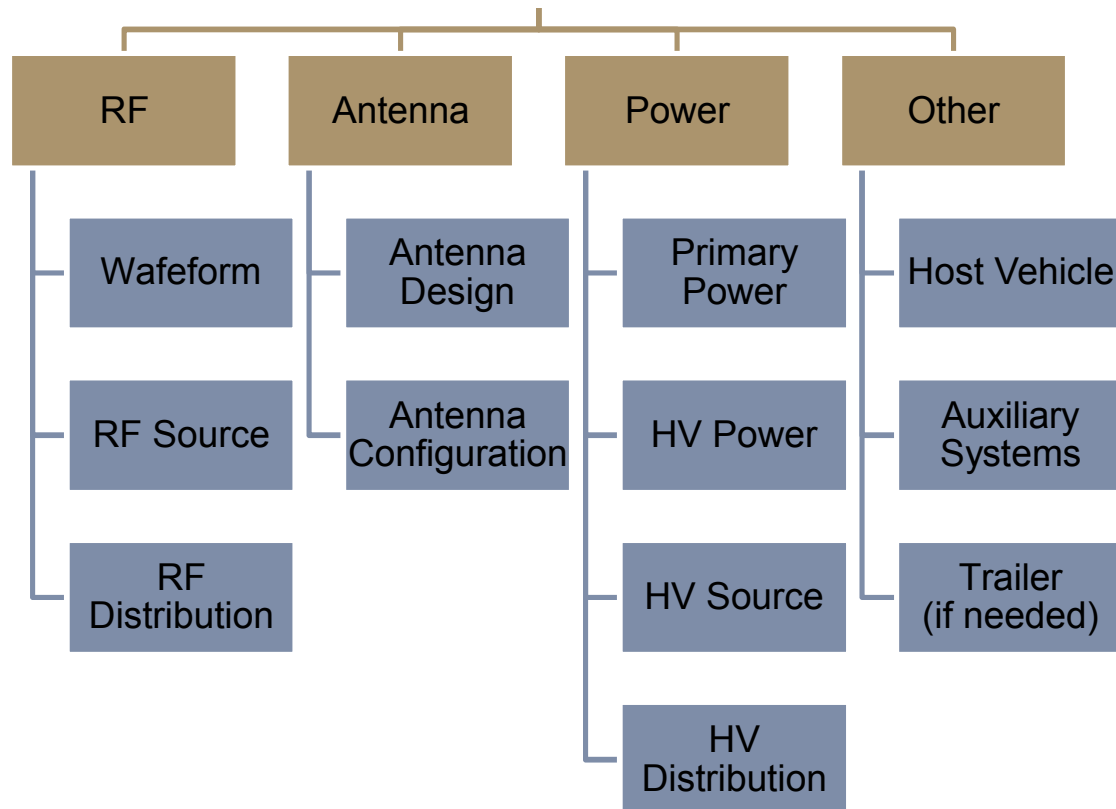 RF
Antenna
Power
Other
Wafeform
RF Source
RF
Distribution
Antenna
Design
Antenna
Configuration
Primary
Power
HV Power
HV Source
HV
Distribution
Host Vehicle
Auxiliary
Systems
Trailer
(if needed)